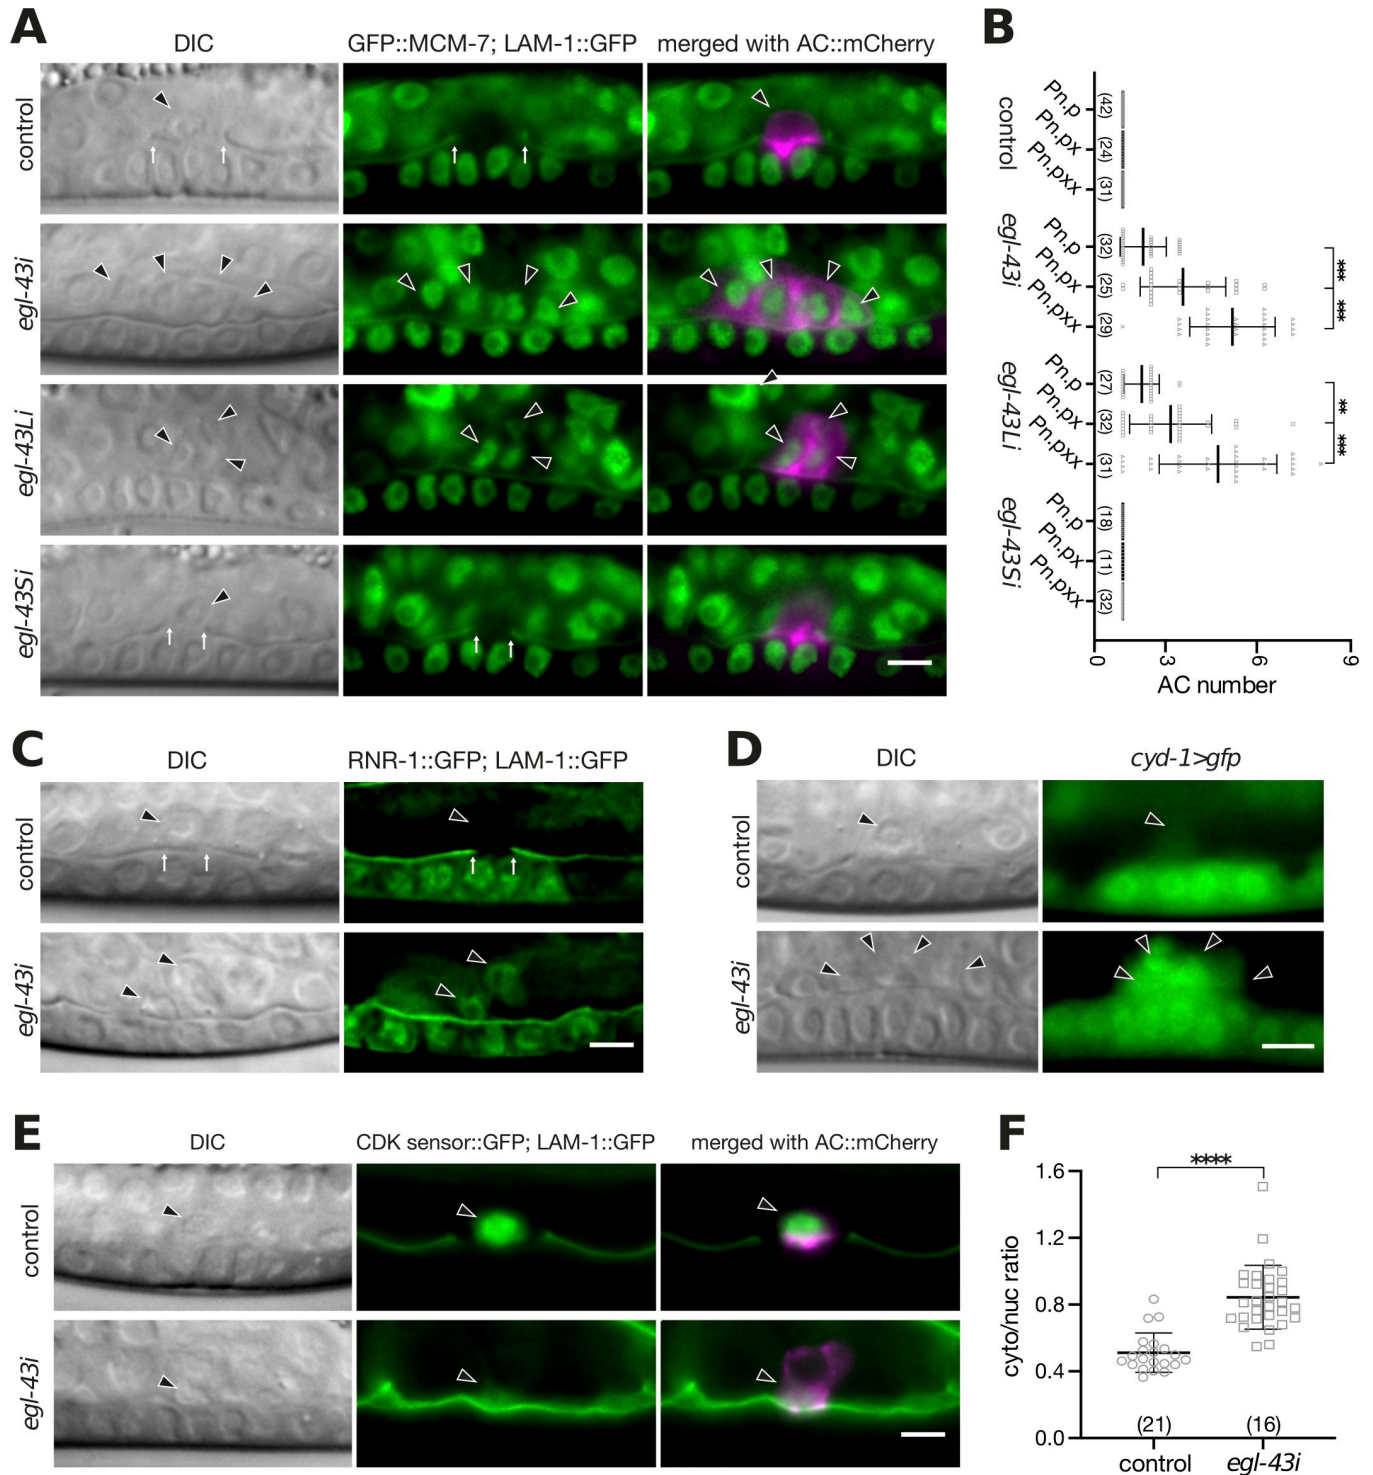 A
DIC
GFP::MCM-7; LAM-1::GFP
merged with AC::mCherry
control
egl-43i
egl-43Li
egl-43Si
B
control
Pn.p
(42)
Pn.px
(24)
Pn.pxx
(31)
egl-43i
Pn.p
(32)
Pn.px
(25)
Pn.pxx
(29)
***
***
egl-43Li
Pn.p
(27)
Pn.px
(32)
Pn.pxx
(31)
**
***
egl-43Si
Pn.p
(18)
Pn.px
(11)
Pn.pxx
(32)
0
3
6
9
AC number
C
DIC
RNR-1::GFP; LAM-1::GFP
control
egl-43i
D
DIC
cyd-1>gfp
control
egl-43i
E
DIC
CDK sensor::GFP; LAM-1::GFP
merged with AC::mCherry
control
egl-43i
F
****
cyto/nuc ratio
1.6
1.2
0.8
0.4
0.0
(21)
(16)
control
egl-43i